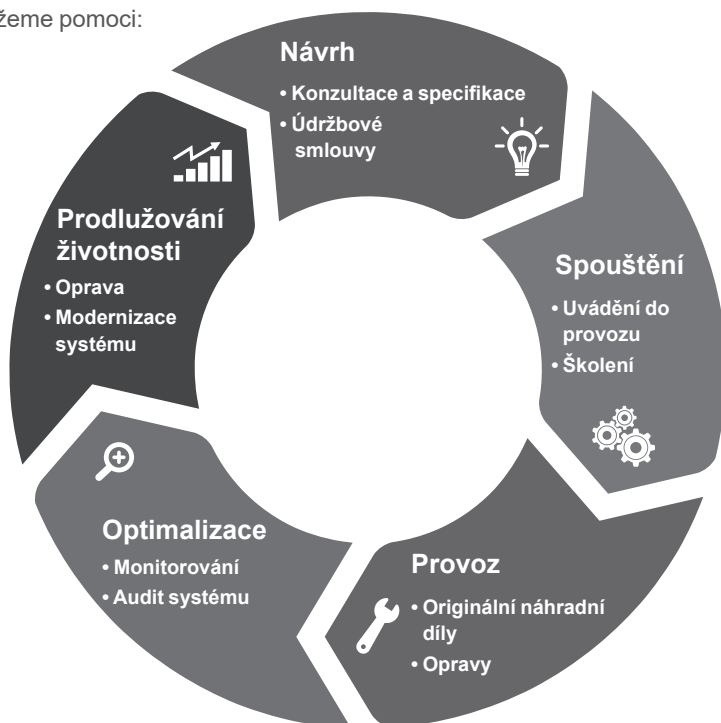 pomoci:
Návrh
• Konzultace a specifikace
• Údržbové
smlouvy
Spouštění
• Uvádění do
provozu
• Školení
Provoz
• Originální náhradní
díly
• Opravy
Optimalizace
• Monitorování
• Audit systému
Prodlužování
životnosti
• Oprava
• Modernizace
systému